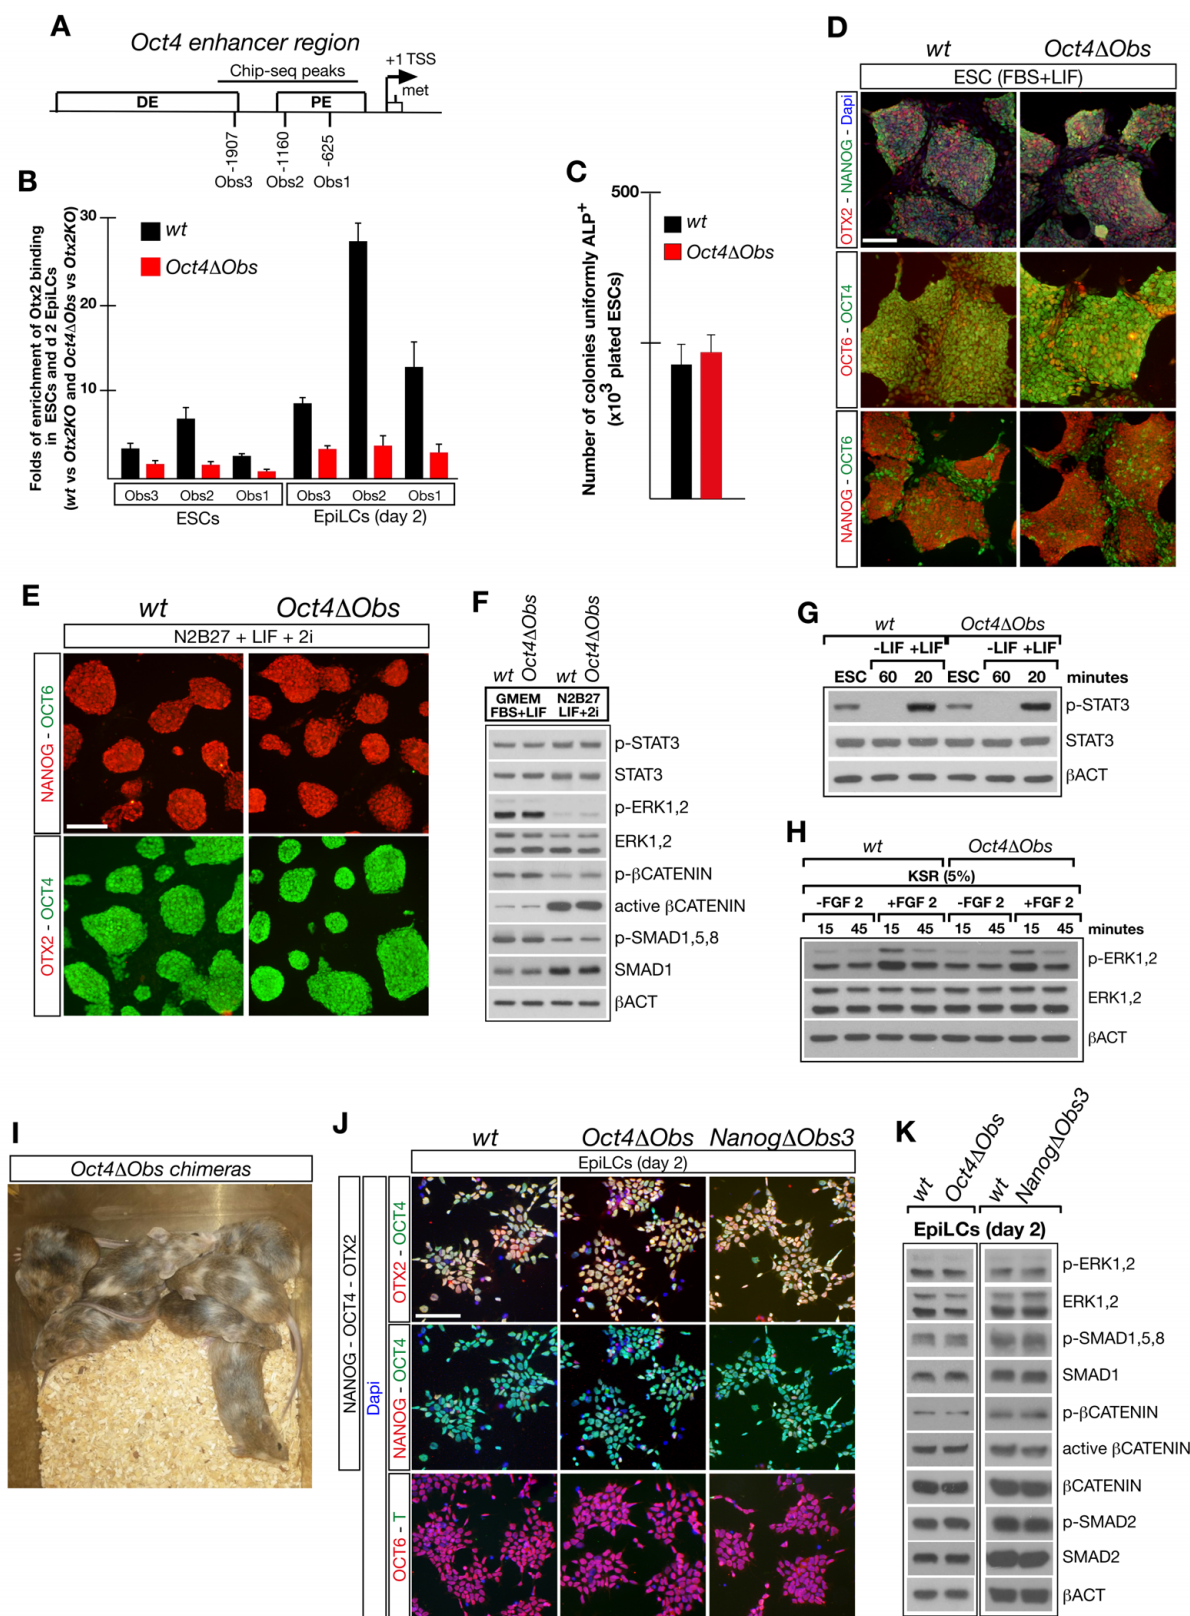 A
Oct4 enhancer region
Chip-seq peaks
+1 TSS
met
DE
PE
-1907
-1160
-625
Obs3
Obs2
Obs1
B
Folds of enrichment of Otx2 binding
in ESCs and d 2 EpiLCs
(wt vs Otx2KO and Oct4ΔObs vs Otx2KO)
30
20
10
wt
Oct4ΔObs
Obs3
Obs2
Obs1
Obs3
Obs2
Obs1
ESCs
EpiLCs (day 2)
C
Number of colonies uniformly ALP+
(x10³ plated ESCs)
500
wt
Oct4ΔObs
D
wt
Oct4ΔObs
ESC (FBS+LIF)
OTX2 - NANOG - Dapi
OCT6 - OCT4
NANOG - OCT6
E
wt
Oct4ΔObs
N2B27 + LIF + 2i
NANOG - OCT6
OTX2 - OCT4
F
wt
Oct4ΔObs
wt
Oct4ΔObs
GMEM
FBS+LIF
N2B27
LIF+2i
p-STAT3
STAT3
p-ERK1,2
ERK1,2
p-βCATENIN
active βCATENIN
p-SMAD1,5,8
SMAD1
βACT
G
wt
Oct4ΔObs
-LIF +LIF
-LIF +LIF
ESC 60 20 ESC 60 20 minutes
p-STAT3
STAT3
βACT
H
wt
Oct4ΔObs
KSR (5%)
-FGF 2 +FGF 2 -FGF 2 +FGF 2
15 45 15 45 15 45 15 45 minutes
p-ERK1,2
ERK1,2
βACT
I
Oct4ΔObs chimeras
J
wt
Oct4ΔObs
NanogΔObs3
EpiLCs (day 2)
NANOG - OCT4 - OTX2
Dapi
OTX2 - OCT4
NANOG - OCT4
OCT6 - T
K
wt
Oct4ΔObs
wt
NanogΔObs3
EpiLCs (day 2)
p-ERK1,2
ERK1,2
p-SMAD1,5,8
SMAD1
p-βCATENIN
active βCATENIN
βCATENIN
p-SMAD2
SMAD2
βACT